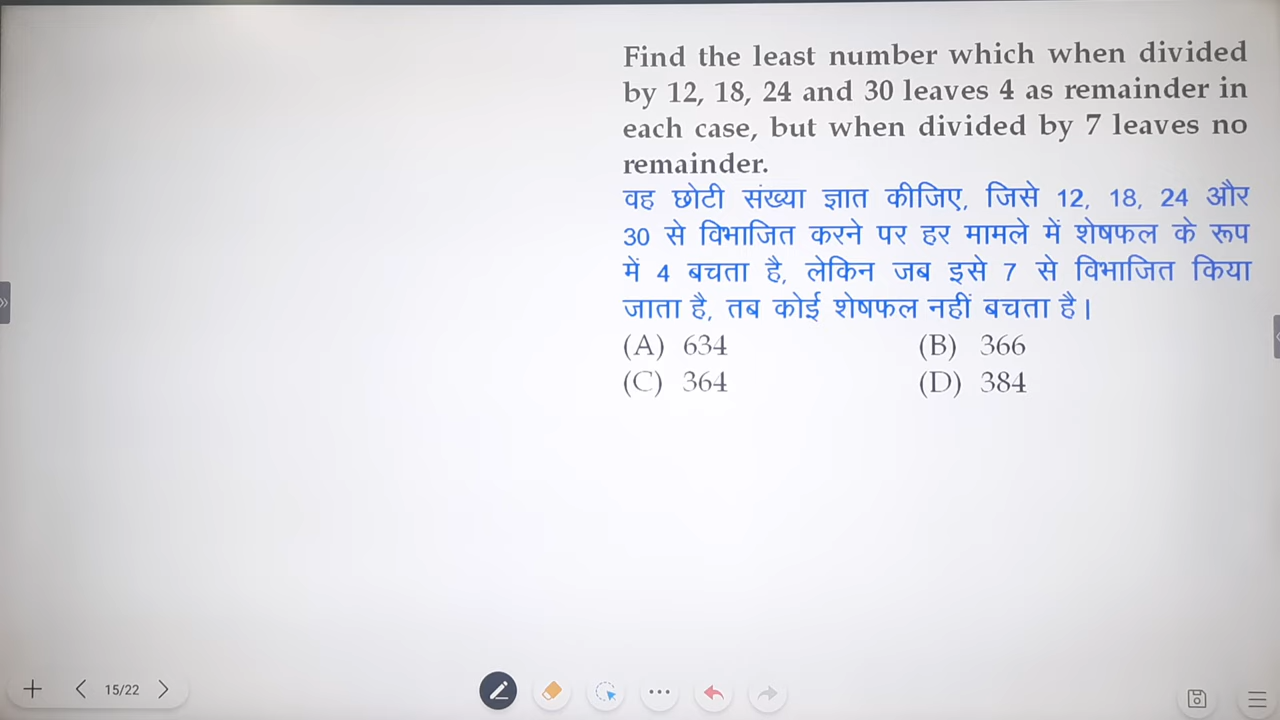 Find the least number which when divided
by 12, 18, 24 and 30 leaves 4 as remainder in
each case, but when divided by 7 leaves no
remainder.
वह छोटी संख्या ज्ञात कीजिए, जिसे 12, 18, 24 और
30 से विभाजित करने पर हर मामले में शेषफल के रूप
में 4 बचता है, लेकिन जब इसे 7 से विभाजित किया
जाता है, तब कोई शेषफल नहीं बचता है।
(A) 634 (B) 366
(C) 364 (D) 384
15/22